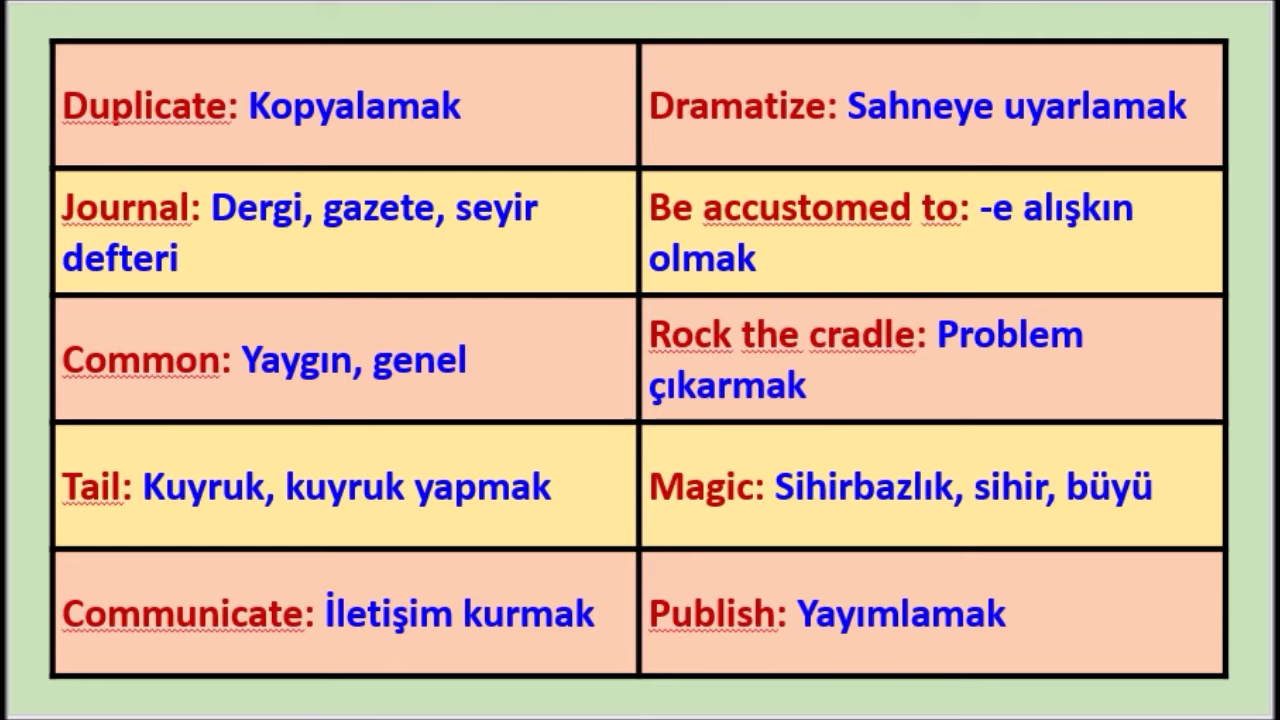 Duplicate: Kopyalamak
Dramatize: Sahneye uyarlamak
Journal: Dergi, gazete, seyir
defteri
Be accustomed to: -e alışkın
olmak
Common: Yaygın, genel
Rock the cradle: Problem
çıkarmak
Tail: Kuyruk, kuyruk yapmak
Magic: Sihirbazlık, sihir, büyü
Communicate: İletişim kurmak
Publish: Yayımlamak